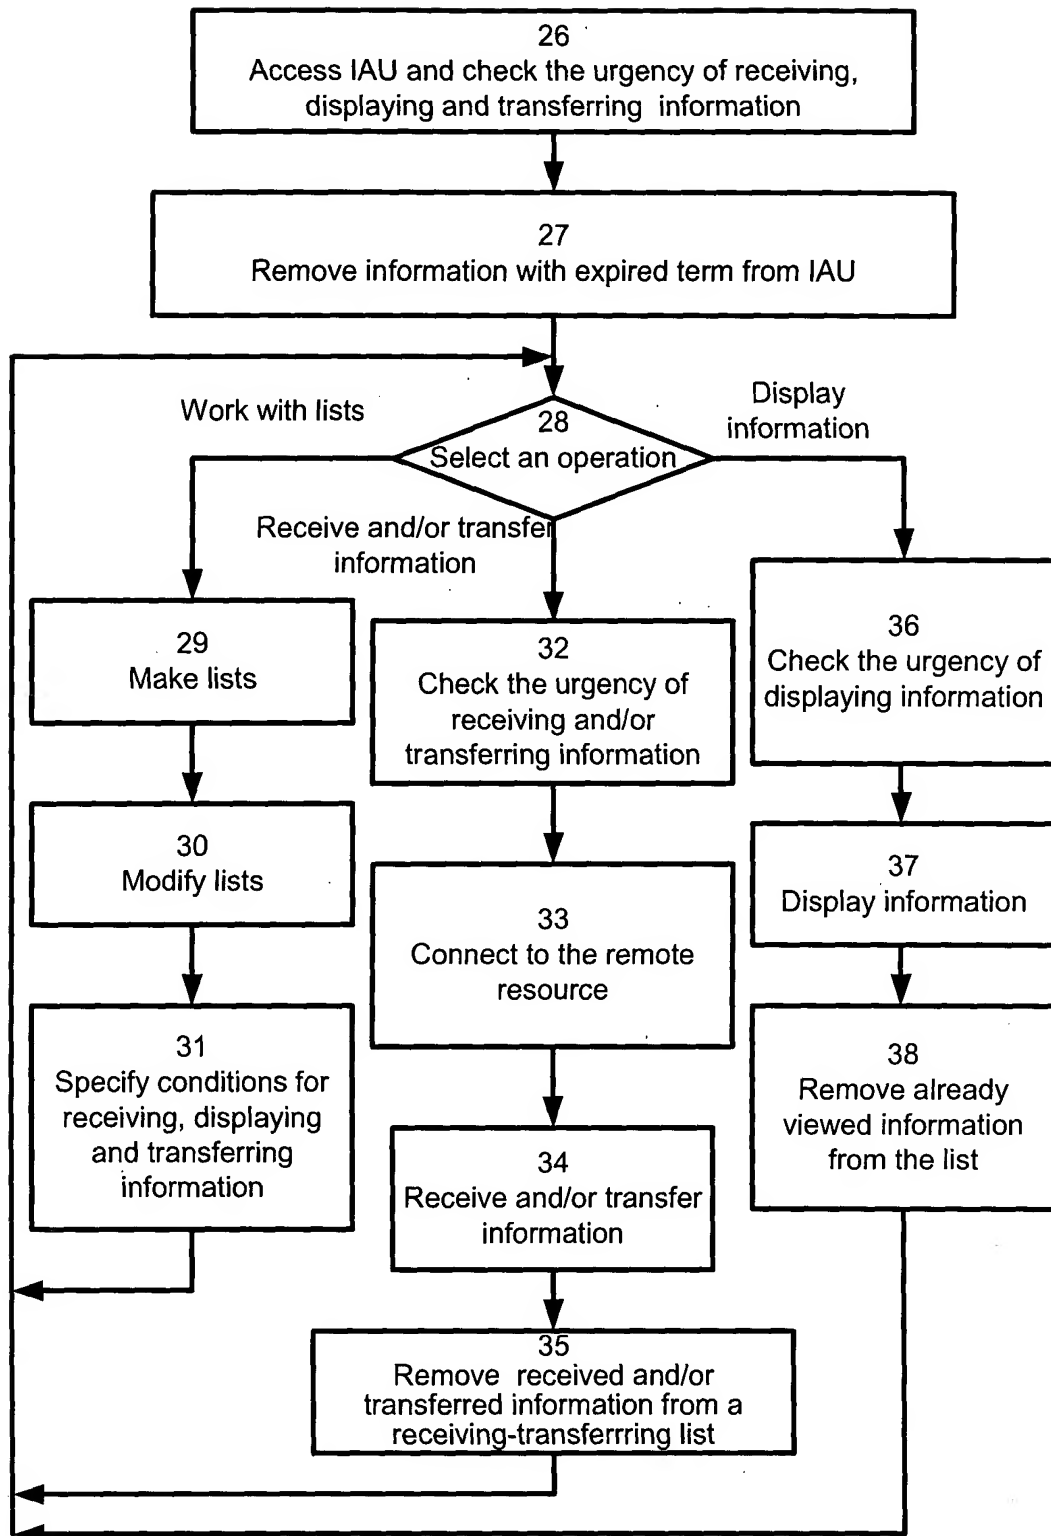 26
Access IAU and check the urgency of receiving,
displaying and transferring information
27
Remove information with expired term from IAU
Work with lists
Display
information
28
Select an operation
Receive and/or transfer
information
29
Make lists
30
Modify lists
31
Specify conditions for
receiving, displaying
and transferring
information
32
Check the urgency of
receiving and/or
transferring information
33
Connect to the remote
resource
34
Receive and/or transfer
information
35
Remove received and/or
transferred information from a
receiving-transferrring list
36
Check the urgency of
displaying information
37
Display information
38
Remove already
viewed information
from the list